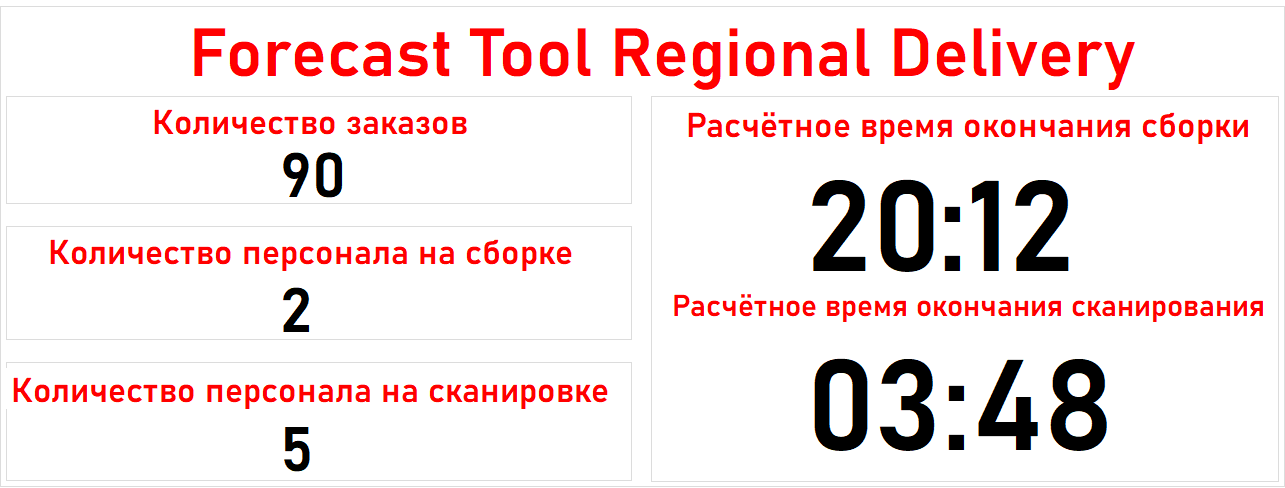 Forecast Tool Regional Delivery
Количество заказов
90
Количество персонала на сборке
2
Количество персонала на сканировке
5
Расчётное время окончания сборки
20:12
Расчётное время окончания сканирования
03:48